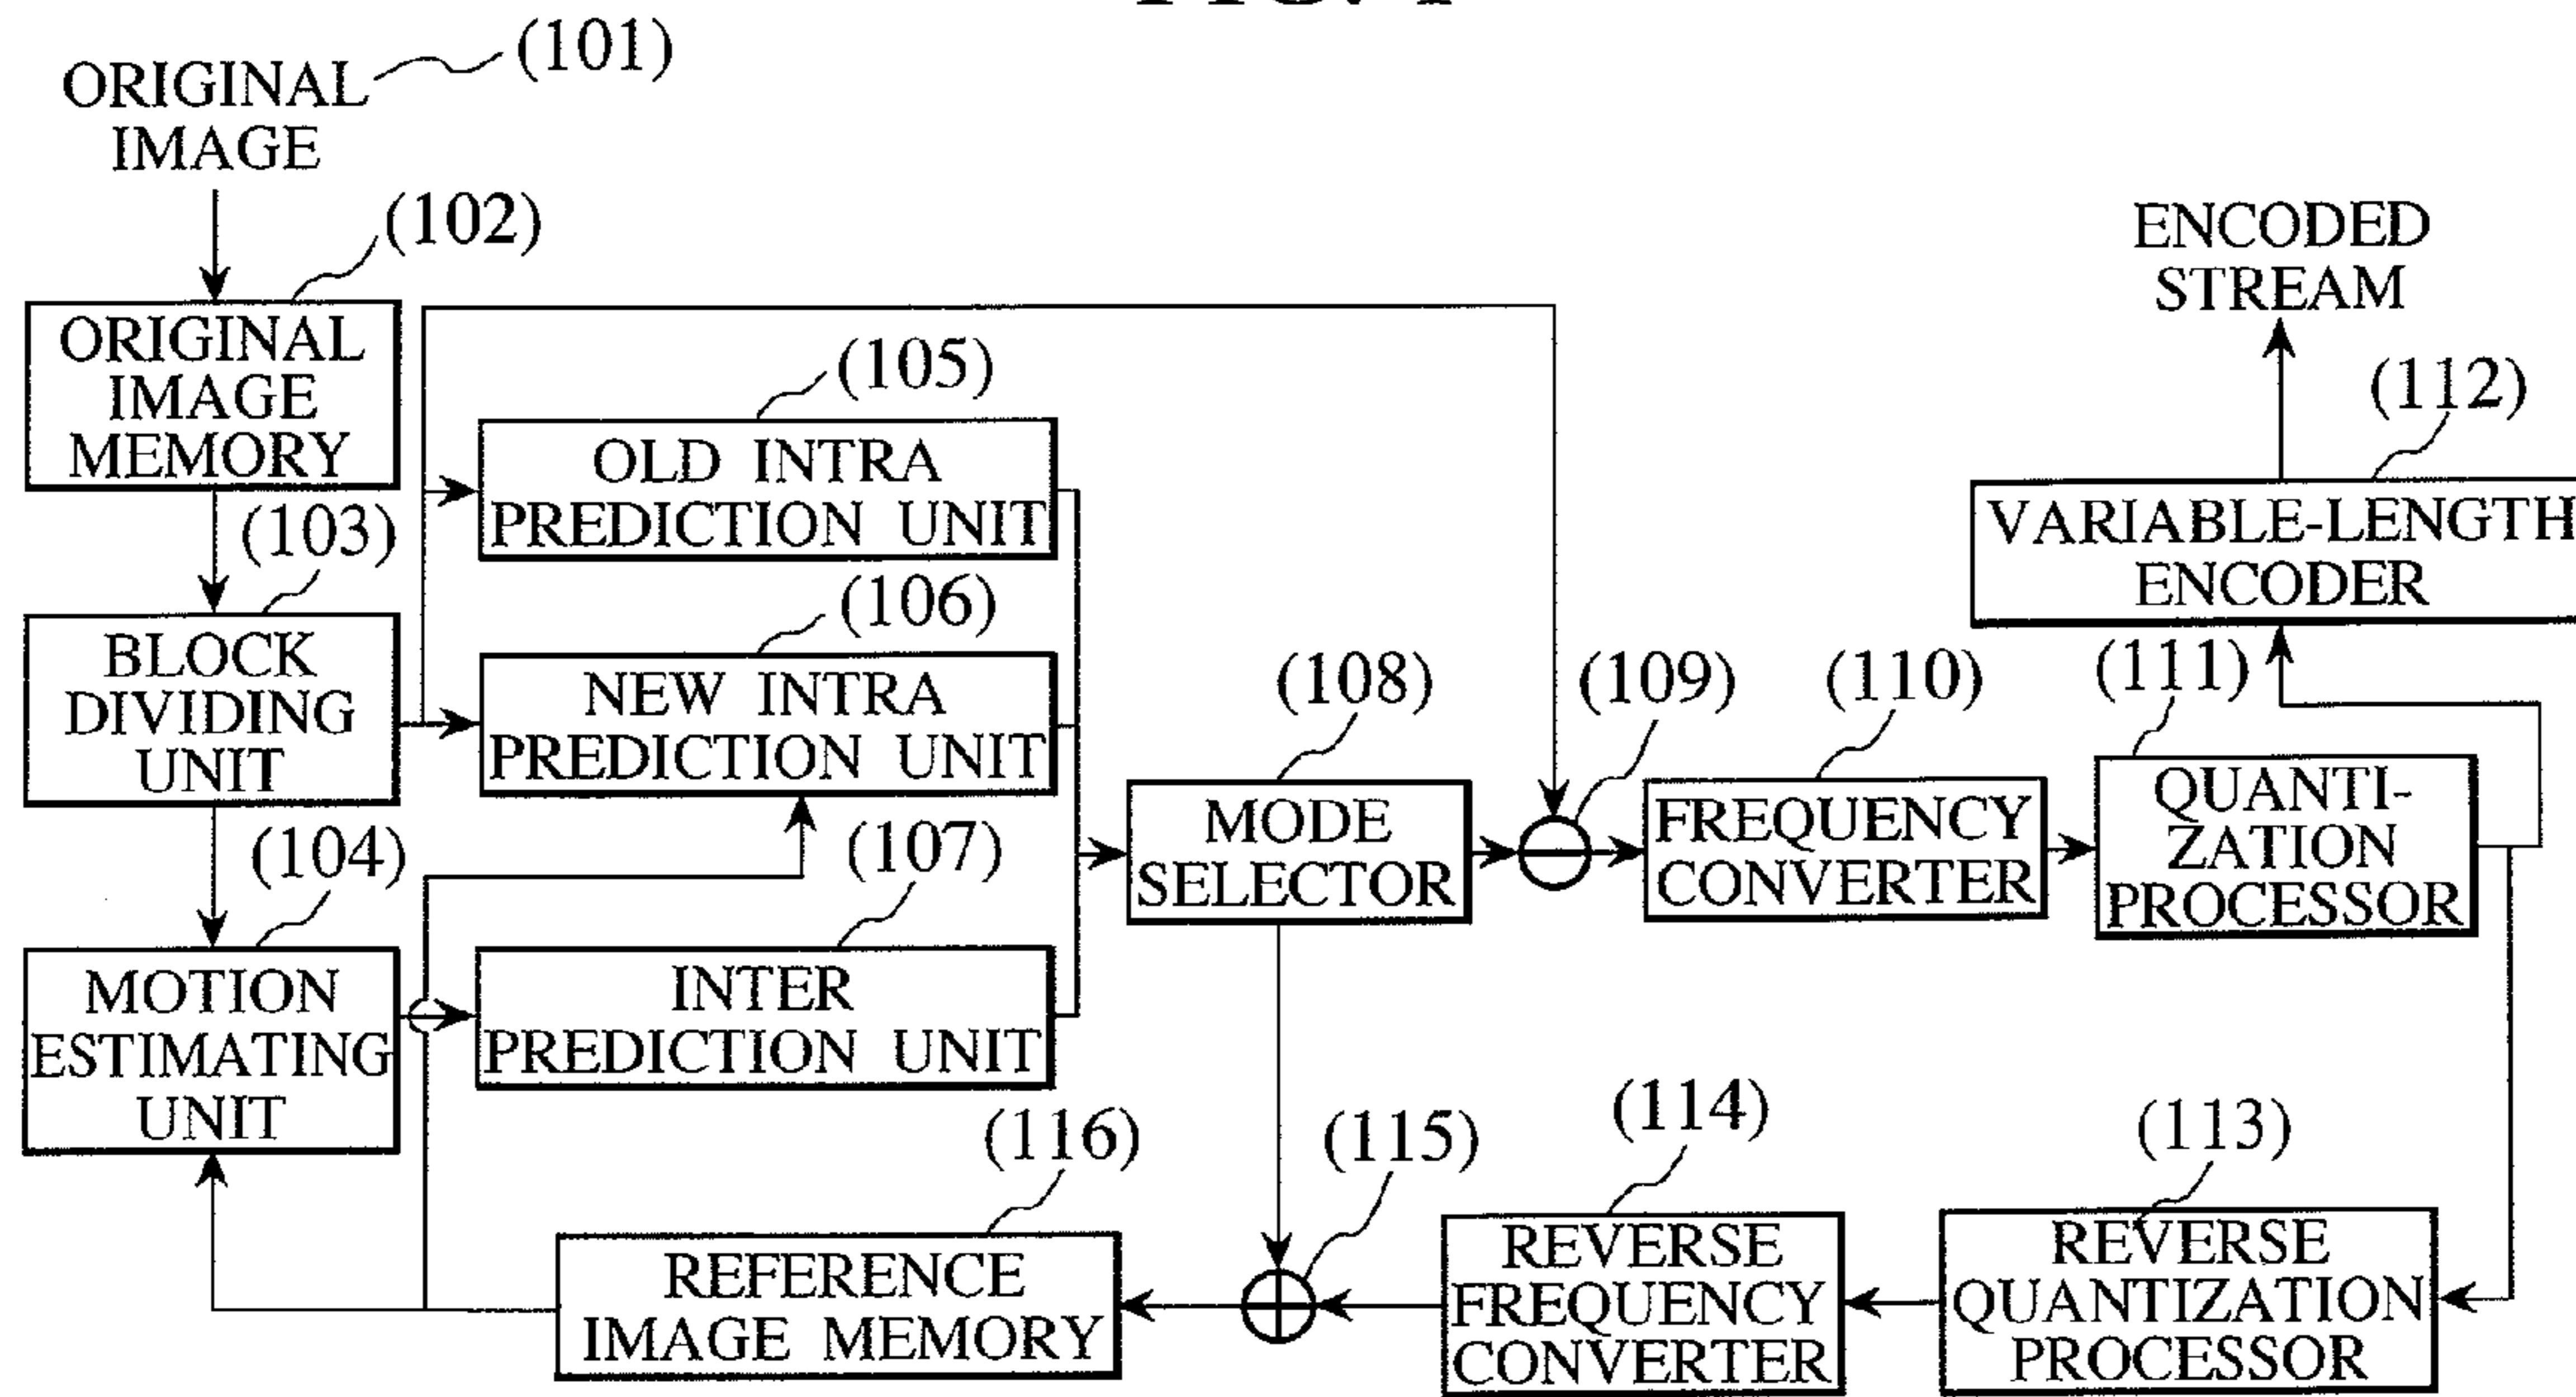 (101)
ORIGINAL
IMAGE
(102)
ORIGINAL
IMAGE
MEMORY
(103)
BLOCK
DIVIDING
UNIT
(104)
MOTION
ESTIMATING
UNIT
(105)
OLD INTRA
PREDICTION UNIT
(106)
NEW INTRA
PREDICTION UNIT
(107)
INTER
PREDICTION UNIT
(108)
MODE
SELECTOR
(109)
(110)
FREQUENCY
CONVERTER
(111)
QUANTI-
ZATION
PROCESSOR
ENCODED
STREAM
(112)
VARIABLE-LENGTH
ENCODER
(113)
REVERSE
QUANTIZATION
PROCESSOR
(114)
REVERSE
FREQUENCY
CONVERTER
(115)
(116)
REFERENCE
IMAGE MEMORY